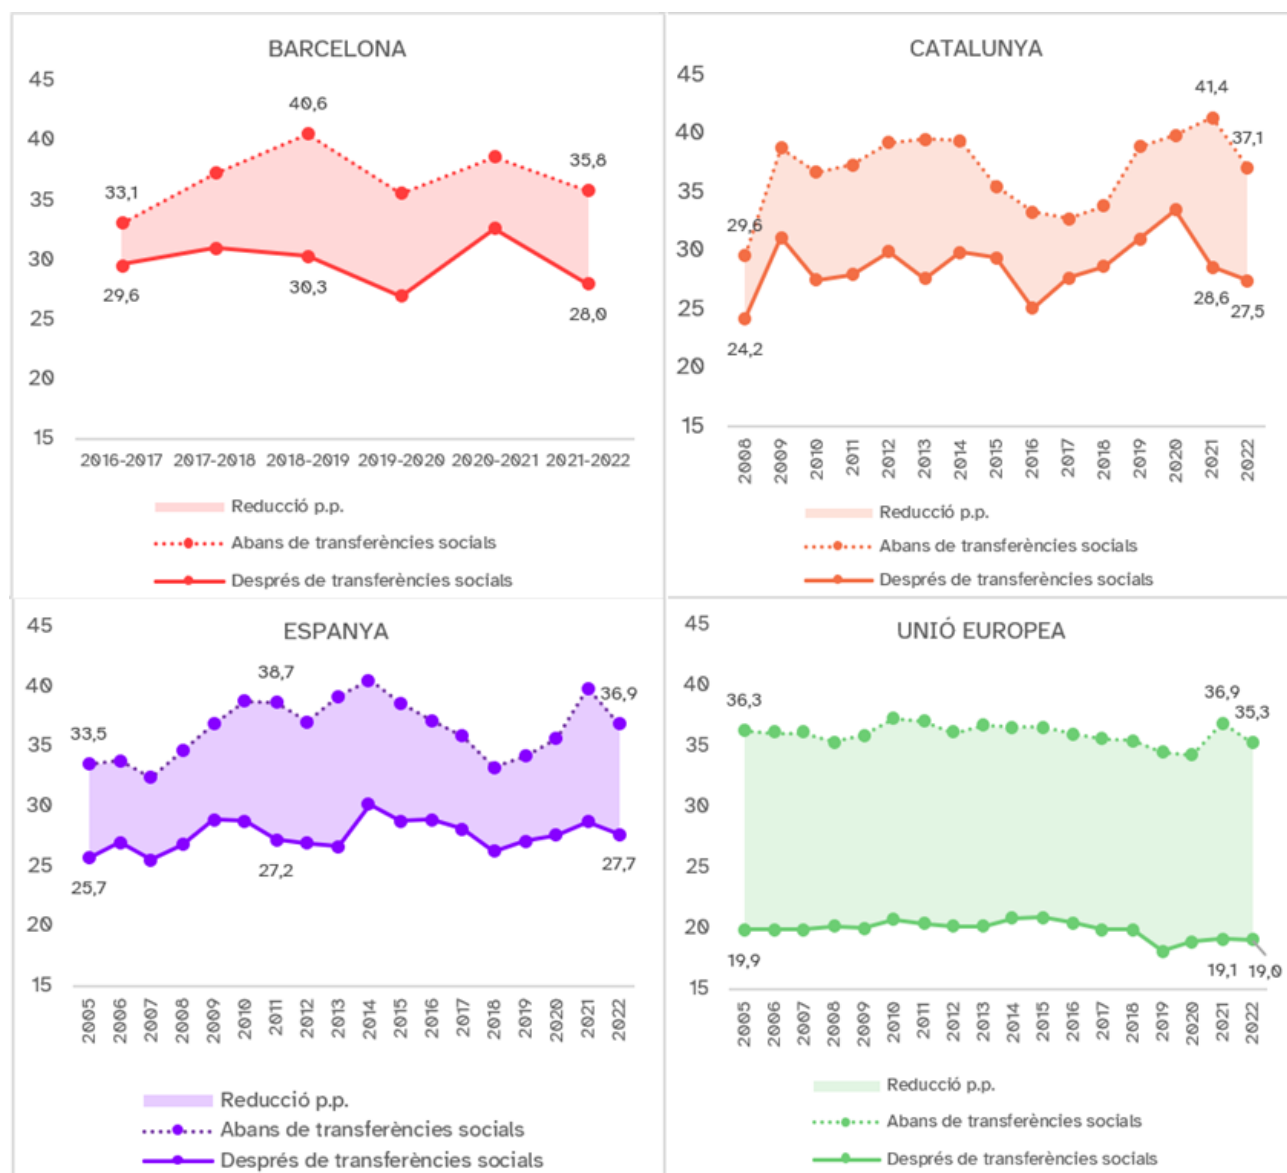 BARCELONA
45
40
35
30
25
20
15
40,6
33,1
35,8
29,6
30,3
28,0
2016-2017 2017-2018 2018-2019 2019-2020 2020-2021 2021-2022
Reducció p.p.
Abans de transferències socials
Després de transferències socials
CATALUNYA
45
40
35
30
25
20
15
41,4
37,1
29,6
24,2
28,6
27,5
2008 2009 2010 2011 2012 2013 2014 2015 2016 2017 2018 2019 2020 2021 2022
Reducció p.p.
Abans de transferències socials
Després de transferències socials
ESPANYA
45
40
35
30
25
20
15
38,7
36,9
33,5
25,7
27,2
27,7
2005 2006 2007 2008 2009 2010 2011 2012 2013 2014 2015 2016 2017 2018 2019 2020 2021 2022
Reducció p.p.
Abans de transferències socials
Després de transferències socials
UNIÓ EUROPEA
45
40
35
30
25
20
15
36,3
36,9
35,3
19,9
19,1
19,0
2005 2006 2007 2008 2009 2010 2011 2012 2013 2014 2015 2016 2017 2018 2019 2020 2021 2022
Reducció p.p.
Abans de transferències socials
Després de transferències socials